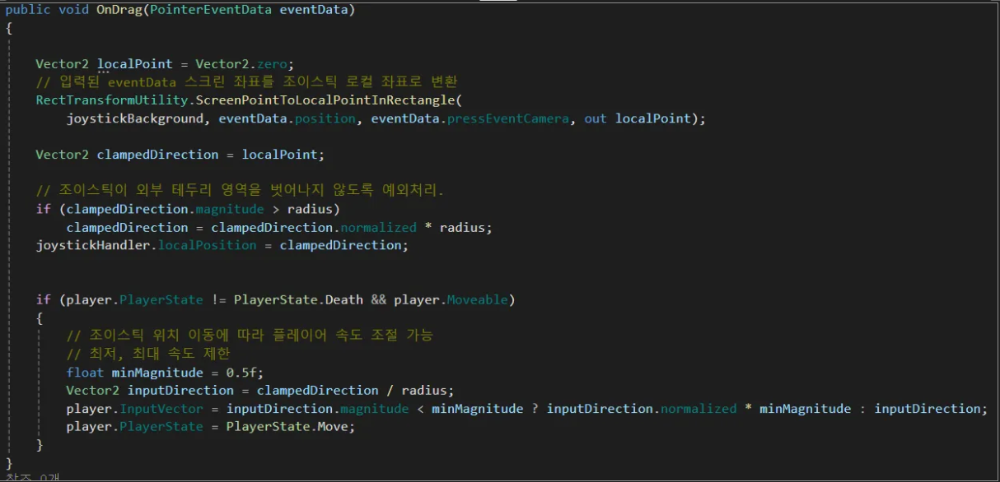 public void OnDrag(PointerEventData eventData)
{
Vector2 localPoint = Vector2.zero;
// 입력된 eventData 스크린 좌표를 조이스틱 로컬 좌표로 변환
RectTransformUtility.ScreenPointToLocalPointInRectangle(
joystickBackground, eventData.position, eventData.pressEventCamera, out localPoint);
Vector2 clampedDirection = localPoint;
// 조이스틱이 외부 테두리 영역을 벗어나지 않도록 예외처리.
if (clampedDirection.magnitude > radius)
clampedDirection = clampedDirection.normalized * radius;
joystickHandler.localPosition = clampedDirection;
if (player.PlayerState != PlayerState.Death && player.Moveable)
{
// 조이스틱 위치 이동에 따라 플레이어 속도 조절 가능
// 최저, 최대 속도 제한
float minMagnitude = 0.5f;
Vector2 inputDirection = clampedDirection / radius;
player.InputVector = inputDirection.magnitude < minMagnitude ? inputDirection.normalized * minMagnitude : inputDirection;
player.PlayerState = PlayerState.Move;
}
}
참조 0개